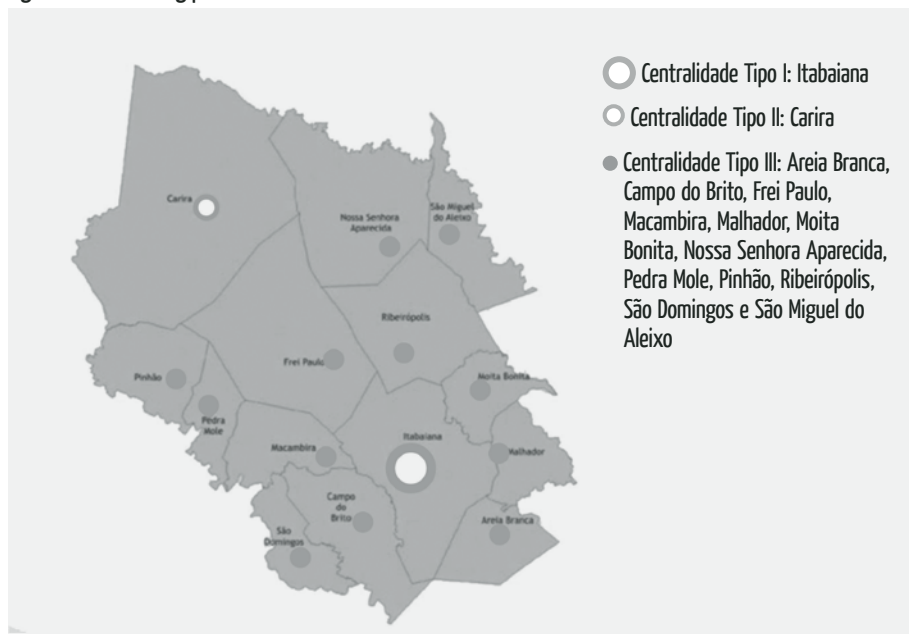 Centralidade Tipo I: Itabaiana
Centralidade Tipo II: Carira
Centralidade Tipo III: Areia Branca,
Campo do Brito, Frei Paulo,
Macambira, Malhador, Moita
Bonita, Nossa Senhora Aparecida,
Pedra Mole, Pinhão, Ribeirópolis,
São Domingos e São Miguel do
Aleixo
Carira
Nossa Senhora
Aparecida
São Miguel
do Aleixo
Ribeirópolis
Frei Paulo
Pinhão
Moita Bonita
Pedra
Mole
Itabaiana
Macambira
Malhador
Campo
do
Brito
Areia Branca
São
Domingos